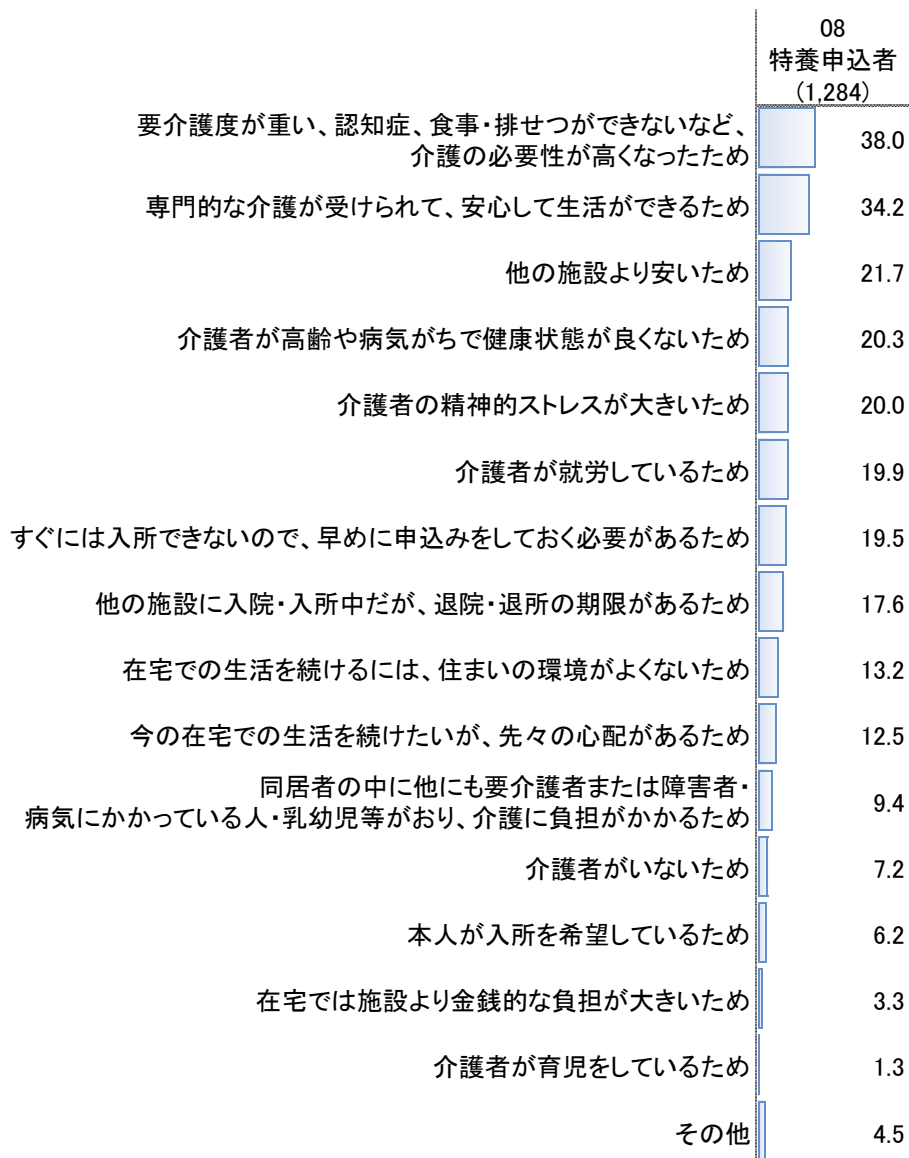 08
特養申込者
(1,284)
要介護度が重い、認知症、食事・排せつができないなど、
介護の必要性が高くなったため
38.0
専門的な介護が受けられて、安心して生活ができるため
34.2
他の施設より安いため
21.7
介護者が高齢や病気がちで健康状態が良くないため
20.3
介護者の精神的ストレスが大きいため
20.0
介護者が就労しているため
19.9
すぐには入所できないので、早めに申込みをしておく必要があるため
19.5
他の施設に入院・入所中だが、退院・退所の期限があるため
17.6
在宅での生活を続けるには、住まいの環境がよくないため
13.2
今の在宅での生活を続けたいが、先々の心配があるため
12.5
同居者の中に他にも要介護者または障害者・
病気にかかっている人・乳幼児等がおり、介護に負担がかかるため
9.4
介護者がいないため
7.2
本人が入所を希望しているため
6.2
在宅では施設より金銭的な負担が大きいため
3.3
介護者が育児をしているため
1.3
その他
4.5